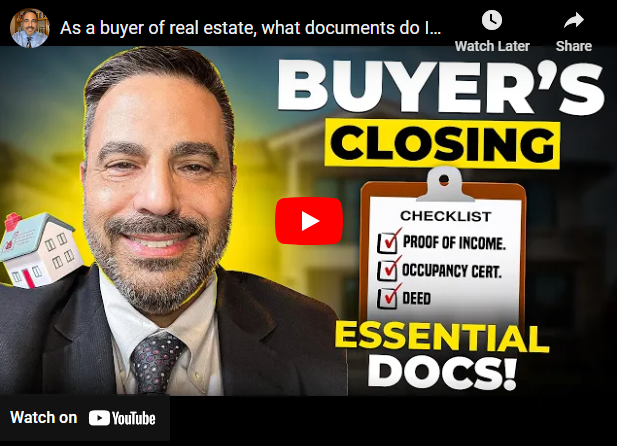 As a buyer of real estate, what documents do I...
Watch Later
Share
BUYER'S
CLOSING
CHECKLIST
PROOF OF INCOME.
OCCUPANCY CERT.
DEED
ESSENTIAL
DOCS!
Watch on YouTube